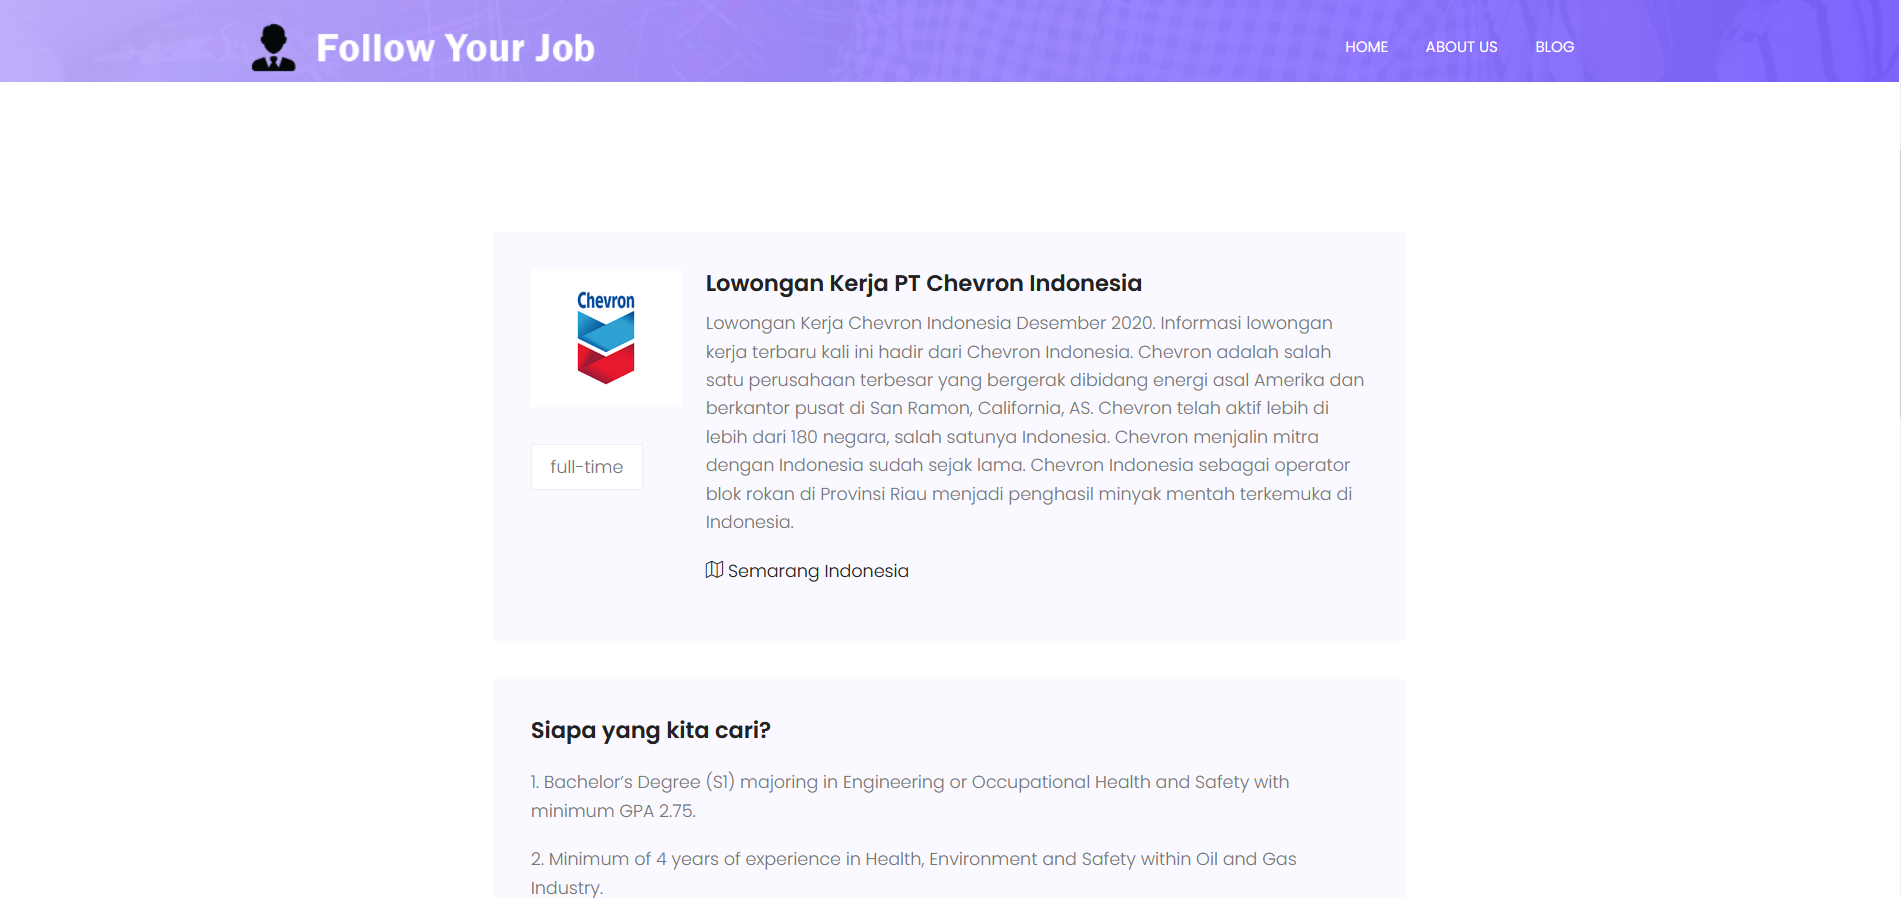 Follow Your Job
HOME ABOUT US BLOG
Chevron
full-time
Lowongan Kerja PT Chevron Indonesia
Lowongan Kerja Chevron Indonesia Desember 2020. Informasi lowongan
kerja terbaru kali ini hadir dari Chevron Indonesia. Chevron adalah salah
satu perusahaan terbesar yang bergerak dibidang energi asal Amerika dan
berkantor pusat di San Ramon, California, AS. Chevron telah aktif lebih di
lebih dari 180 negara, salah satunya Indonesia. Chevron menjalin mitra
dengan Indonesia sudah sejak lama. Chevron Indonesia sebagai operator
blok rokan di Provinsi Riau menjadi penghasil minyak mentah terkemuka di
Indonesia.
Semarang Indonesia
Siapa yang kita cari?
1. Bachelor’s Degree (S1) majoring in Engineering or Occupational Health and Safety with
minimum GPA 2.75.
2. Minimum of 4 years of experience in Health, Environment and Safety within Oil and Gas
Industry.